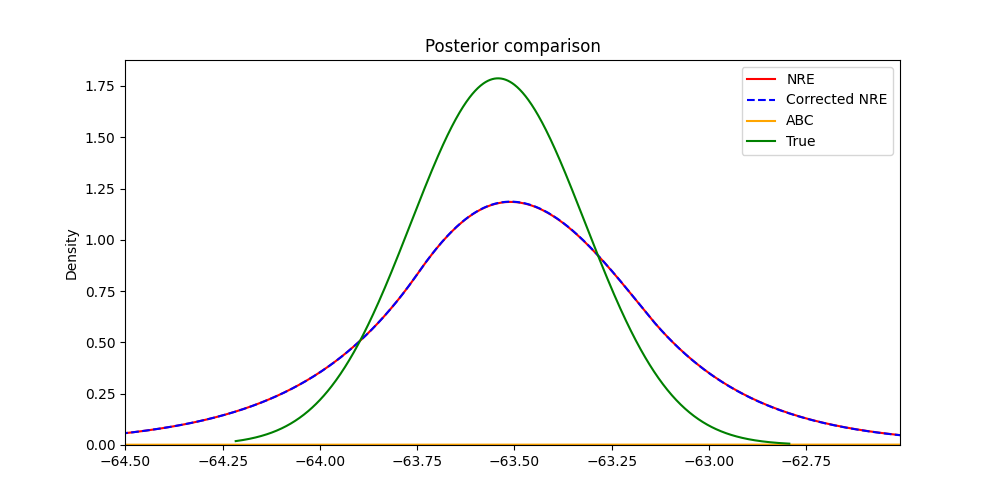 Posterior comparison
NRE
Corrected NRE
ABC
True
Density
1.75
1.50
1.25
1.00
0.75
0.50
0.25
0.00
−64.50 −64.25 −64.00 −63.75 −63.50 −63.25 −63.00 −62.75